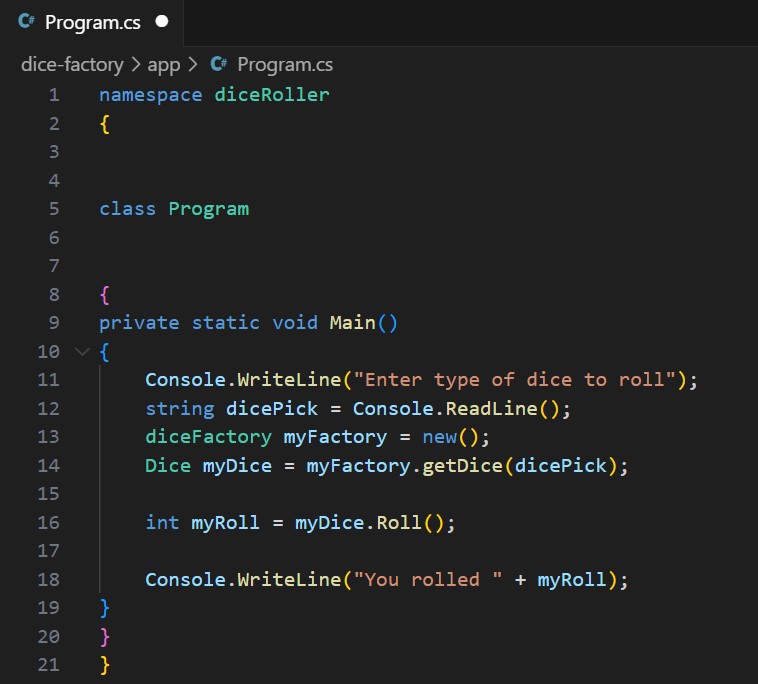 C# Program.cs
dice-factory > app > C# Program.cs
1 namespace diceRoller
2 {
3
4
5 class Program
6
7
8 {
9 private static void Main()
10 {
11     Console.WriteLine("Enter type of dice to roll");
12     string dicePick = Console.ReadLine();
13     diceFactory myFactory = new();
14     Dice myDice = myFactory.getDice(dicePick);
15
16     int myRoll = myDice.Roll();
17
18     Console.WriteLine("You rolled " + myRoll);
19 }
20 }
21 }